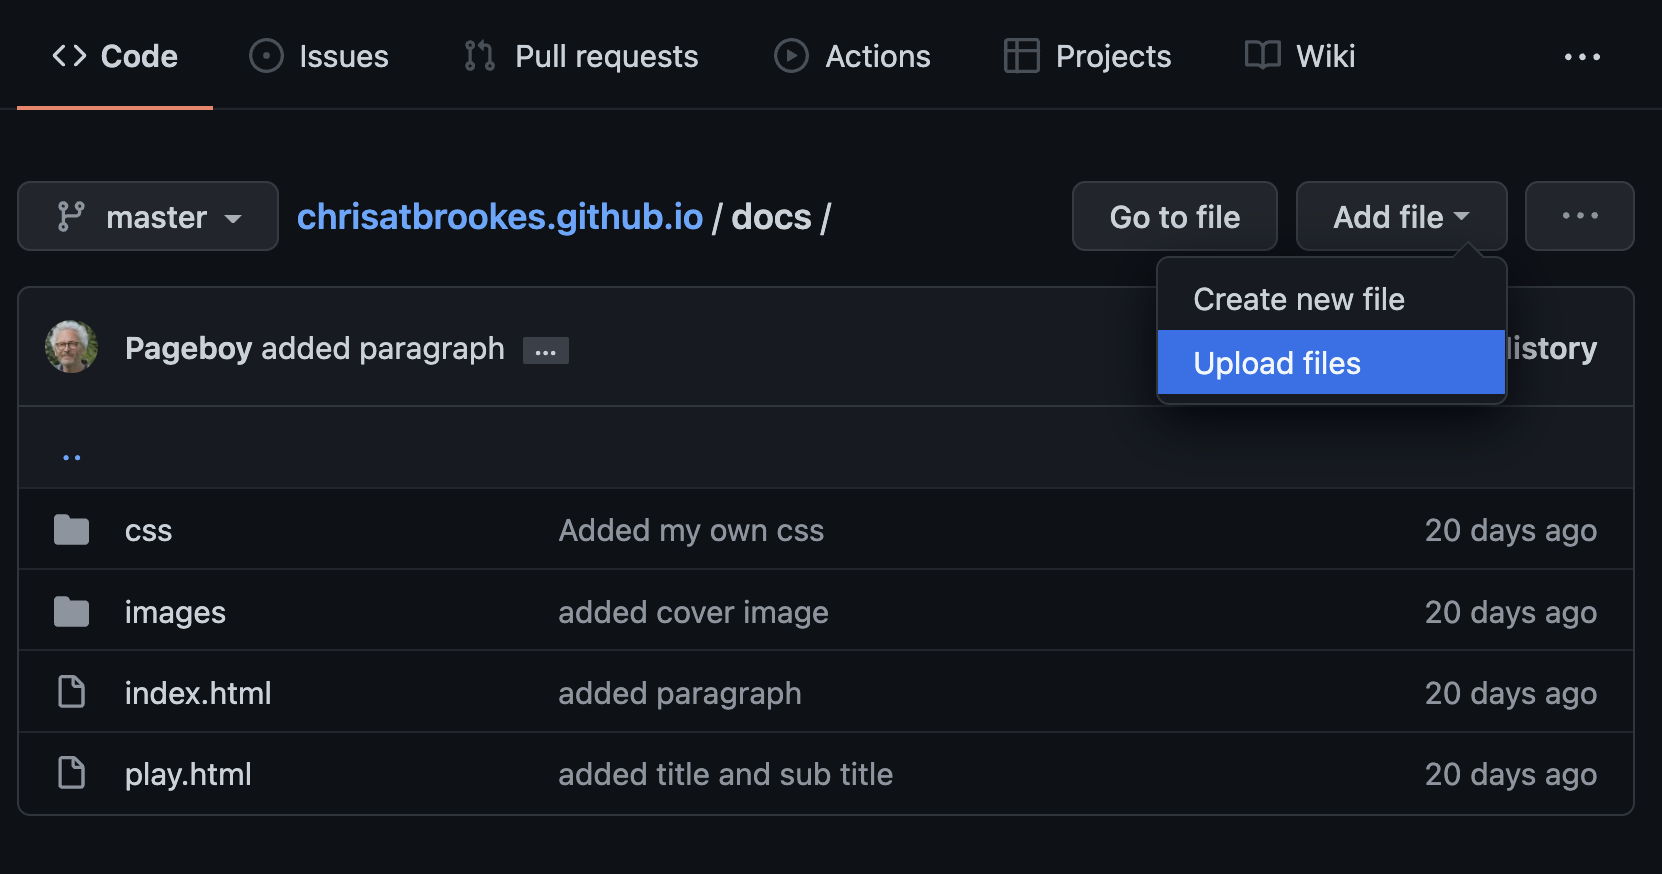 Code Issues Pull requests Actions Projects Wiki ...
master chrisatbrookes.github.io / docs / Go to file Add file ...
Create new file
Pageboy added paragraph ...
Upload files
..
css Added my own css 20 days ago
images added cover image 20 days ago
index.html added paragraph 20 days ago
play.html added title and sub title 20 days ago